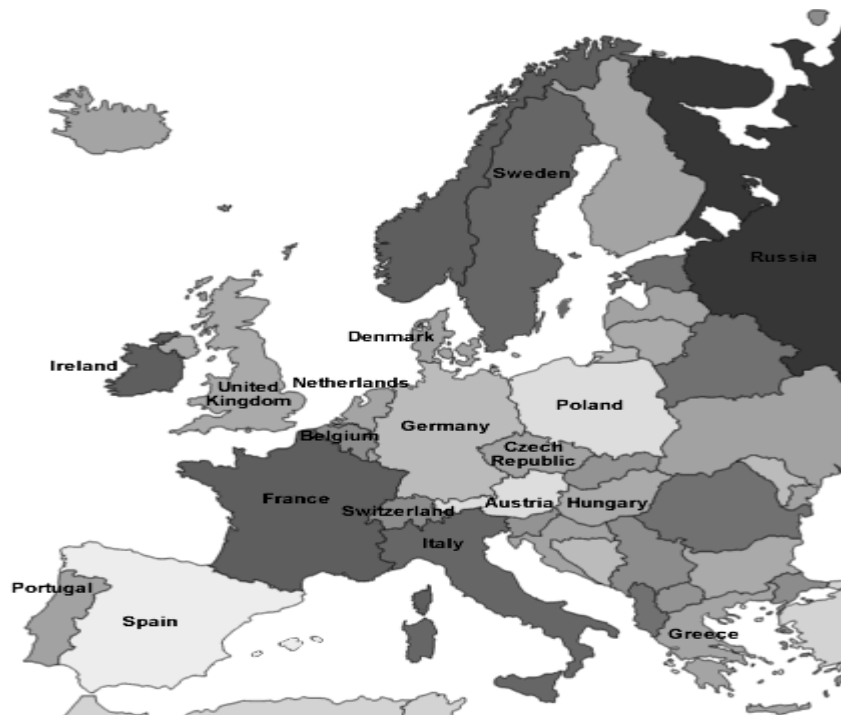 Sweden
Russia
Denmark
Ireland
Netherlands
United
Kingdom
Poland
Germany
Belgium
Czech
Republic
France
Austria
Hungary
Switzerland
Italy
Portugal
Spain
Greece